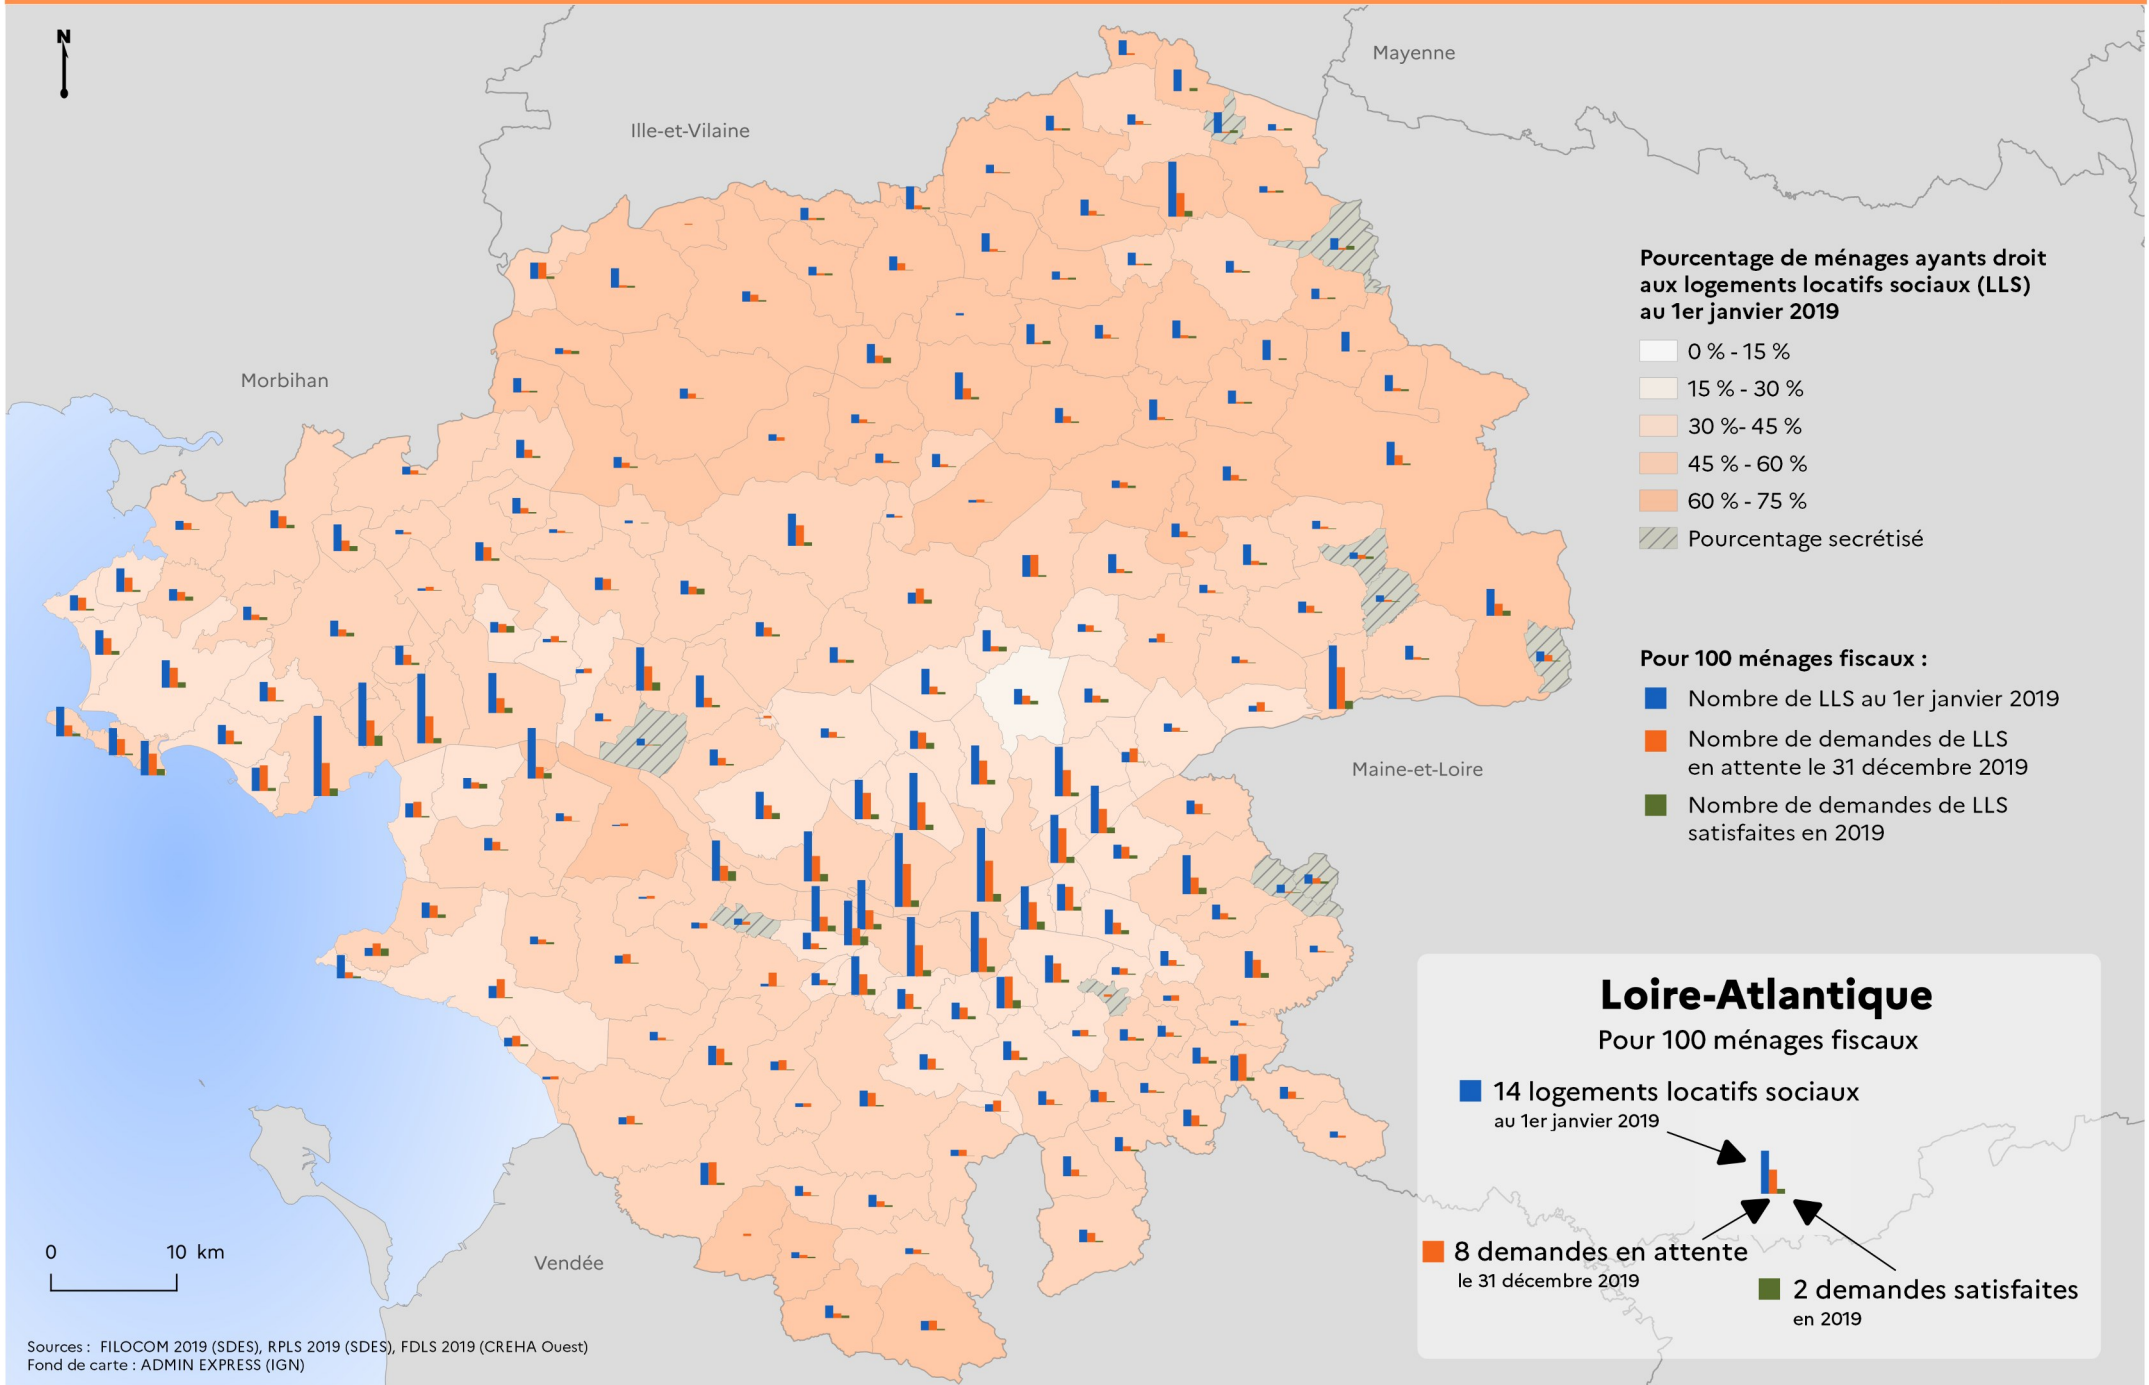 N
Mayenne
Ille-et-Vilaine
Morbihan
Maine-et-Loire
Vendée
Pourcentage de ménages ayants droit
aux logements locatifs sociaux (LLS)
au 1er janvier 2019
0 % - 15 %
15 % - 30 %
30 %- 45 %
45 % - 60 %
60 % - 75 %
Pourcentage secrétisé
Pour 100 ménages fiscaux :
Nombre de LLS au 1er janvier 2019
Nombre de demandes de LLS
en attente le 31 décembre 2019
Nombre de demandes de LLS
satisfaites en 2019
Loire-Atlantique
Pour 100 ménages fiscaux
14 logements locatifs sociaux
au 1er janvier 2019
8 demandes en attente
le 31 décembre 2019
2 demandes satisfaites
en 2019
0 10 km
Sources : FILOCOM 2019 (SDES), RPLS 2019 (SDES), FDLS 2019 (CREHA Ouest)
Fond de carte : ADMIN EXPRESS (IGN)